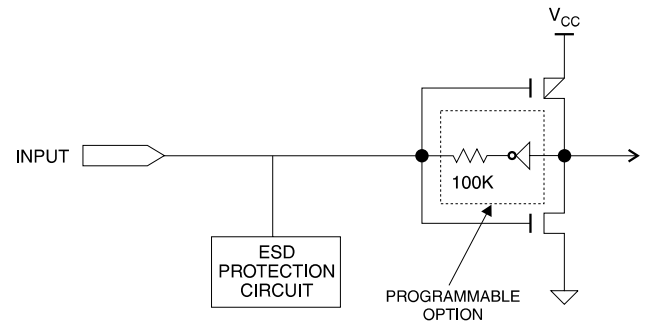 V_CC
INPUT
100K
ESD
PROTECTION
CIRCUIT
PROGRAMMABLE
OPTION